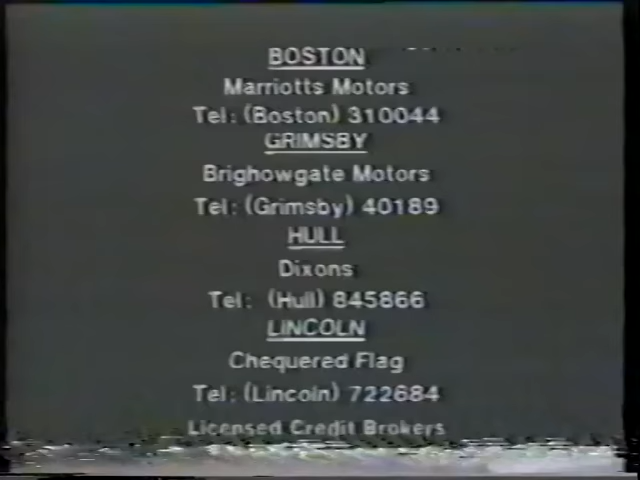 BOSTON
Marriotts Motors
Tel: (Boston) 310044
GRIMSBY
Brighowgate Motors
Tel: (Grimsby) 40189
HULL
Dixons
Tel: (Hull) 845866
LINCOLN
Chequered Flag
Tel: (Lincoln) 722684
Licensed Credit Brokers